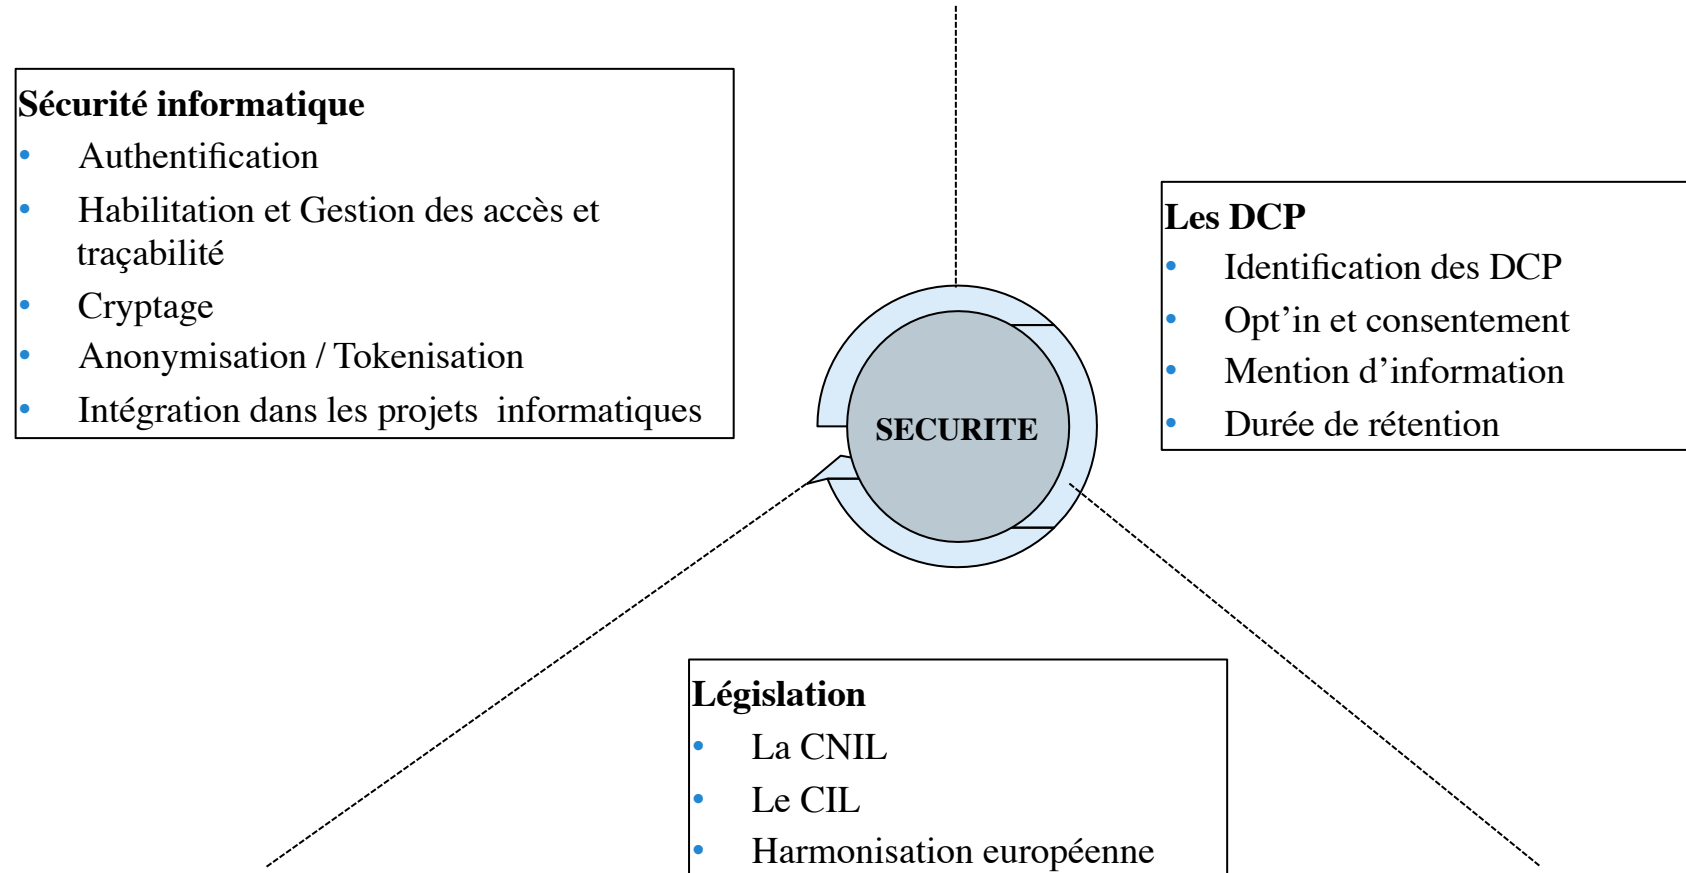 Sécurité informatique
• Authentification
• Habilitation et Gestion des accès et
traçabilité
• Cryptage
• Anonymisation / Tokenisation
• Intégration dans les projets  informatiques
Les DCP
• Identification des DCP
• Opt’in et consentement
• Mention d’information
• Durée de rétention
SECURITE
Législation
• La CNIL
• Le CIL
• Harmonisation européenne